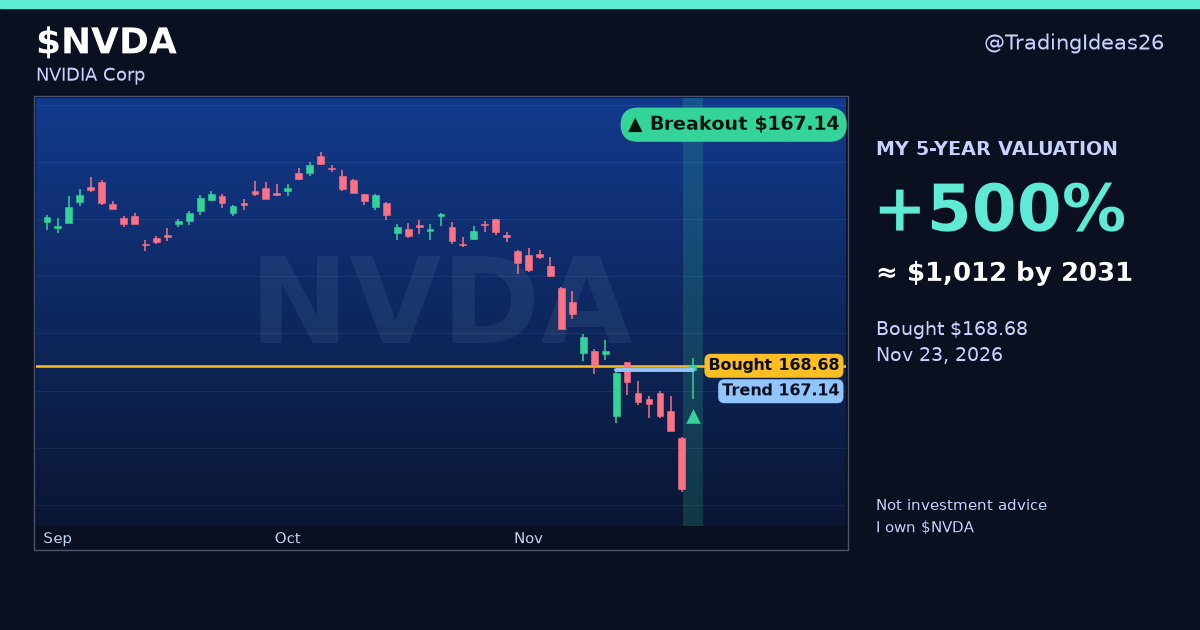 $NVDA
NVIDIA Corp
@TradingIdeas26
▲ Breakout $167.14
NVDA
Bought 168.68
Trend 167.14
Sep
Oct
Nov
MY 5-YEAR VALUATION
+500%
≈ $1,012 by 2031
Bought $168.68
Nov 23, 2026
Not investment advice
I own $NVDA